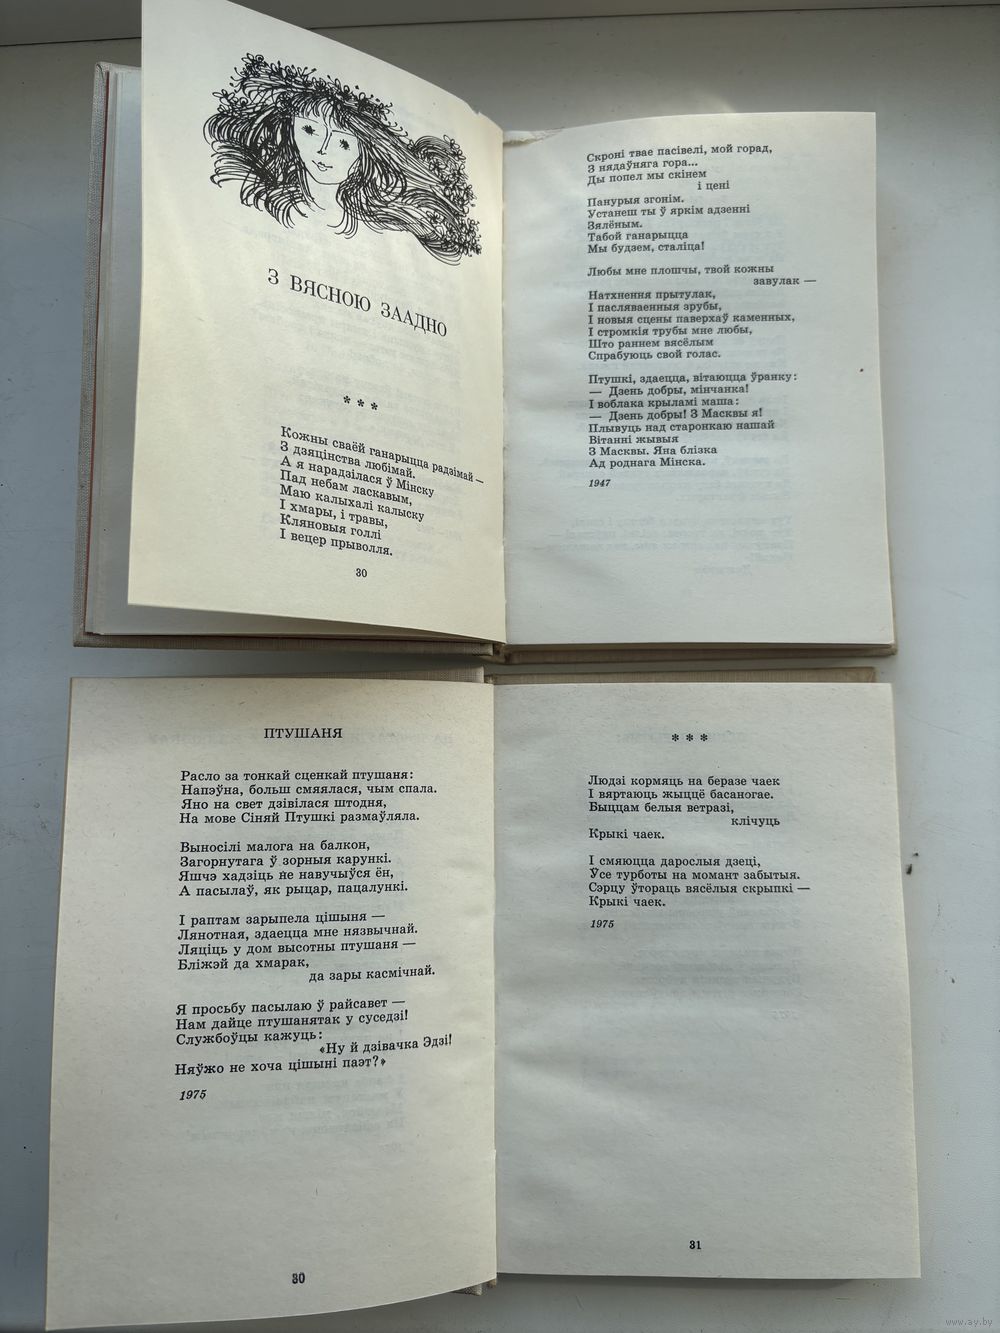 З ВЯСНОЮ ЗААДНО
* * *
Кожны сваёй ганарыцца радзімай —
З дзяцінства любімай.
А я нарадзілася ў Мінску
Пад небам ласкавым,
Маю калыхалі калыску
І хмары, і травы,
Кляновыя голлі
І вецер прыволля.
30
Скроні твае пасівелі, мой горад,
З нядаўняга гора...
Ды попел мы скінем
і цені
Панурыя згонім.
Устанеш ты ў яркім адзенні
Зялёным.
Табой ганарыцца
Мы будзем, сталіца!
Любы мне плошчы, твой кожны
завулак —
Натхнення прытулак,
І пасляваенныя зрубы,
І новыя сцены паверхаў каменных,
І стромкія трубы мне любы,
Што раннем вясёлым
Спрабуюць свой голас.
Птушкі, здаецца, вітаюцца ўранку:
— Дзень добры, мінчанка!
І воблака крыламі маша:
— Дзень добры! З Масквы я!
Плывуць над старонкаю нашай
Вітанні жывыя
З Масквы. Яна блізка
Ад роднага Мінска.
1947
ПТУШАНЯ
Расло за тонкай сценкай птушаня:
Напэўна, больш смяялася, чым спала.
Яно на свет дзівілася штодня,
На мове Сіняй Птушкі размаўляла.
Выносілі малога на балкон,
Загорнутага ў зорныя карункі.
Яшчэ хадзіць не навучыўся ён,
А пасылаў, як рыцар, пацалункі.
І раптам зарыпела цішыня —
Лянотная, здаецца мне нязвычнай.
Ляціць у дом высотны птушаня —
Бліжэй да хмарак,
да зары касмічнай.
Я просьбу пасылаю ў райсавет —
Нам дайце птушанятак у суседзі!
Службоўцы кажуць:
«Ну й дзівачка Эдзі!
Няўжо не хоча цішыні паэт?»
1975
30
* * *
Людзі кормяць на беразе чаек
І вяртаюць жыццё басаногае.
Быццам белыя ветразі,
клічуць
Крыкі чаек.
І смяюцца дарослыя дзеці,
Усе турботы на момант забытыя.
Сэрцу ўтораць вясёлыя скрыпкі —
Крыкі чаек.
1975
31
www.ay.by